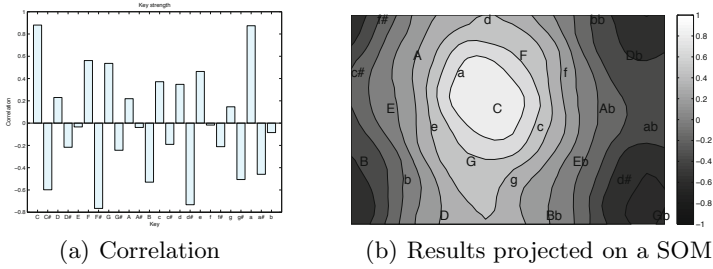 Key strength
Correlation
1
0.8
0.6
0.4
0.2
0
−0.2
−0.4
−0.6
−0.8
C C# D D# E F F# G G# A A# B c c# d d# e f f# g g# a a# b
Key
(a) Correlation
f# d bb
A F Db
c# a f
E C Ab
e c ab
B G Eb
b g d#
D Bb Gb
1
0.8
0.6
0.4
0.2
0
−0.2
−0.4
−0.6
−0.8
−1
(b) Results projected on a SOM